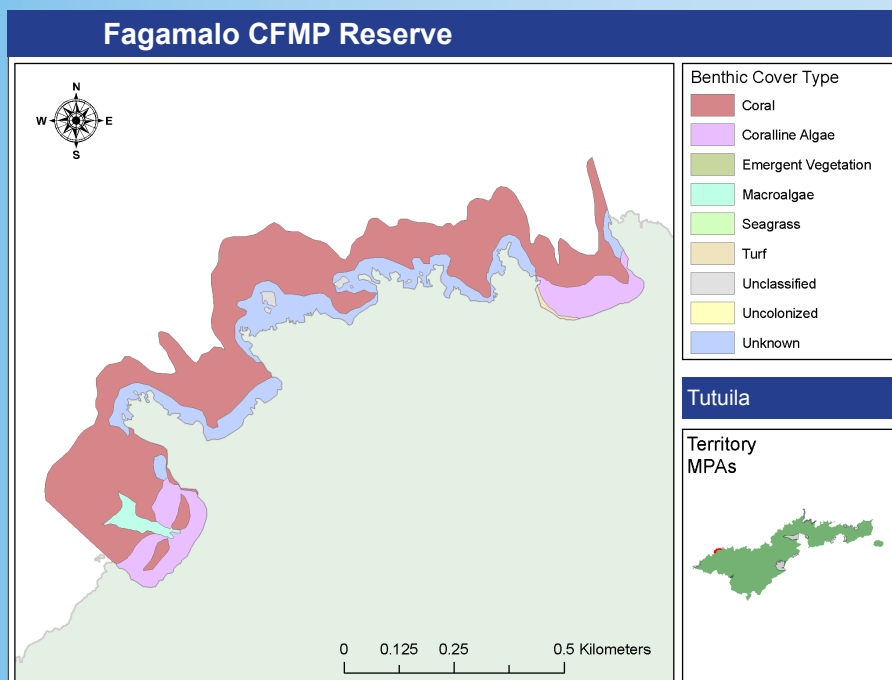 Fagamalo CFMP Reserve
N
W E
S
Benthic Cover Type
Coral
Coralline Algae
Emergent Vegetation
Macroalgae
Seagrass
Turf
Unclassified
Uncolonized
Unknown
Tutuila
Territory
MPAs
0 0.125 0.25 0.5 Kilometers